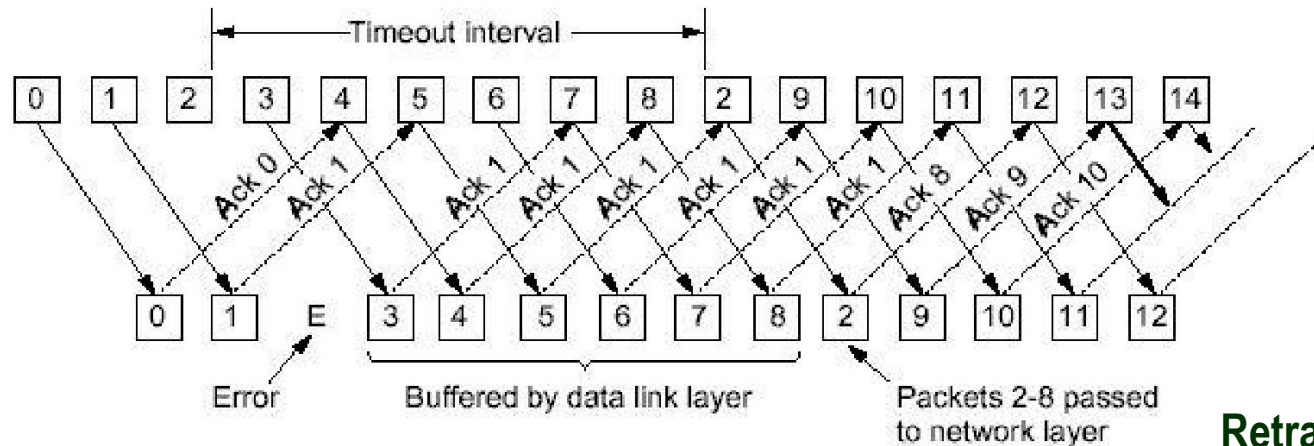 Timeout interval
0 1 2 3 4 5 6 7 8 2 9 10 11 12 13 14
Ack 0 Ack 1 Ack 1 Ack 1 Ack 1 Ack 1 Ack 1 Ack 1 Ack 8 Ack 9 Ack 10
0 1 E 3 4 5 6 7 8 2 9 10 11 12
Error
Buffered by data link layer
Packets 2-8 passed
to network layer
Retra